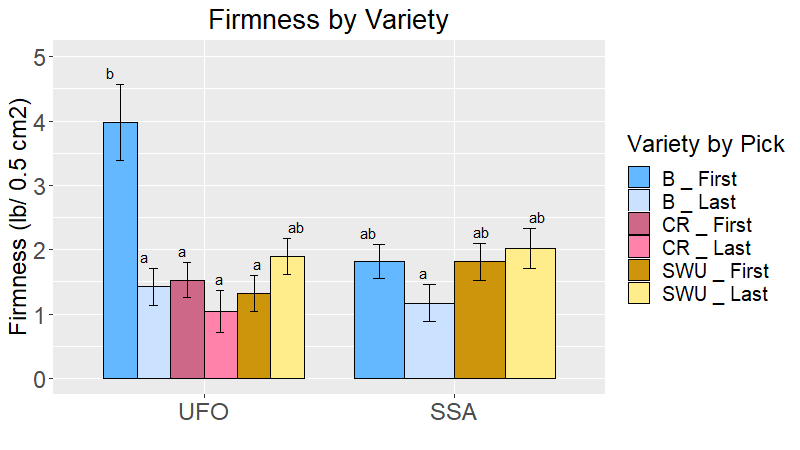 Firmness by Variety
Firmness (lb/ 0.5 cm2)
5
4
3
2
1
0
b
a
a
a
a
ab
ab
a
ab
ab
UFO
SSA
Variety by Pick
B _ First
B _ Last
CR _ First
CR _ Last
SWU _ First
SWU _ Last